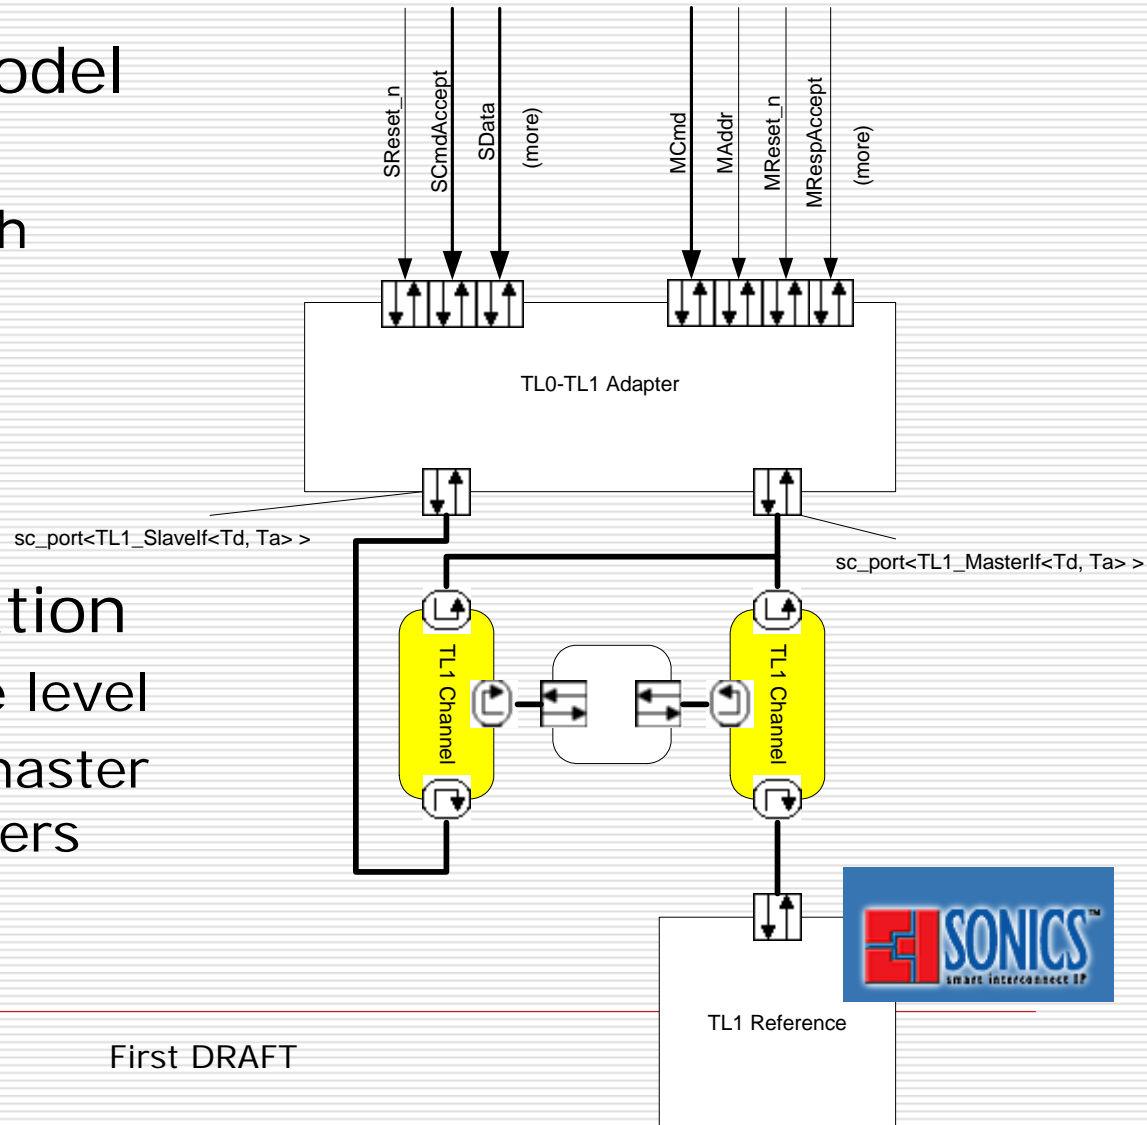 odel
h
tion
e level
naster
ers
SReset_n
SCmdAccept
SData
(more)
MCmd
MAddr
MReset_n
MRespAccept
(more)
TL0-TL1 Adapter
sc_port<TL1_SlaveIf<Td, Ta> >
sc_port<TL1_MasterIf<Td, Ta> >
TL1 Channel
TL1 Channel
SONICS™
smart interconnect IP
TL1 Reference
First DRAFT